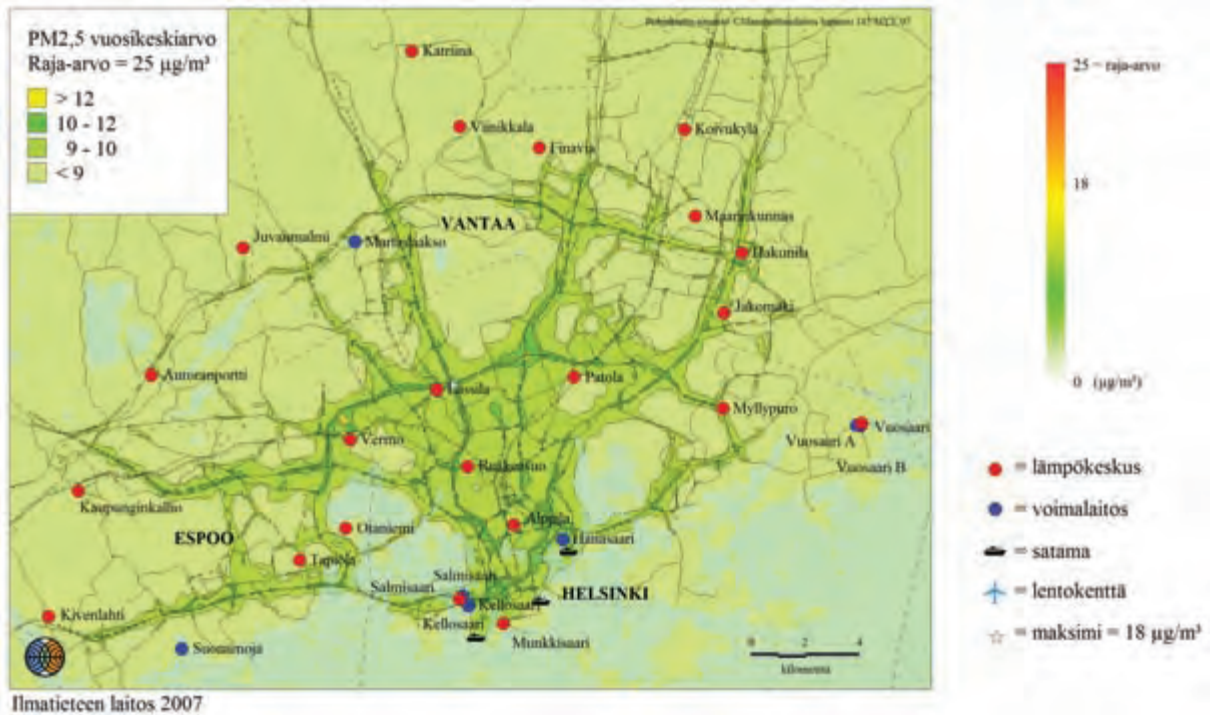 PM2,5 vuosikeskiarvo
Raja-arvo = 25 µg/m³
> 12
10 - 12
9 - 10
< 9
Katriina
Viinikkala
Finavia
Koivukylä
VANTAA
Maarinkunnas
Juvanmalmi
Martinlaakso
Hakunila
Jakomäki
Auroranportti
Lassila
Patola
Myllypuro
Vermo
Vuosaari
Vuosaari A
Vuosaari B
Ruskeasuo
Kaupunginkallio
ESPOO
Otaniemi
Alppila
Hanasaari
Tapiola
Salmisaari
Salmisaari
HELSINKI
Kellosaari
Kellosaari
Kivenlahti
Munkkisaari
Suomenoja
0 2 4
kilometriä
25 = raja-arvo
18
0 (µg/m³)
= lämpökeskus
= voimalaitos
= satama
= lentokenttä
= maksimi = 18 µg/m³
Ilmatieteen laitos 2007